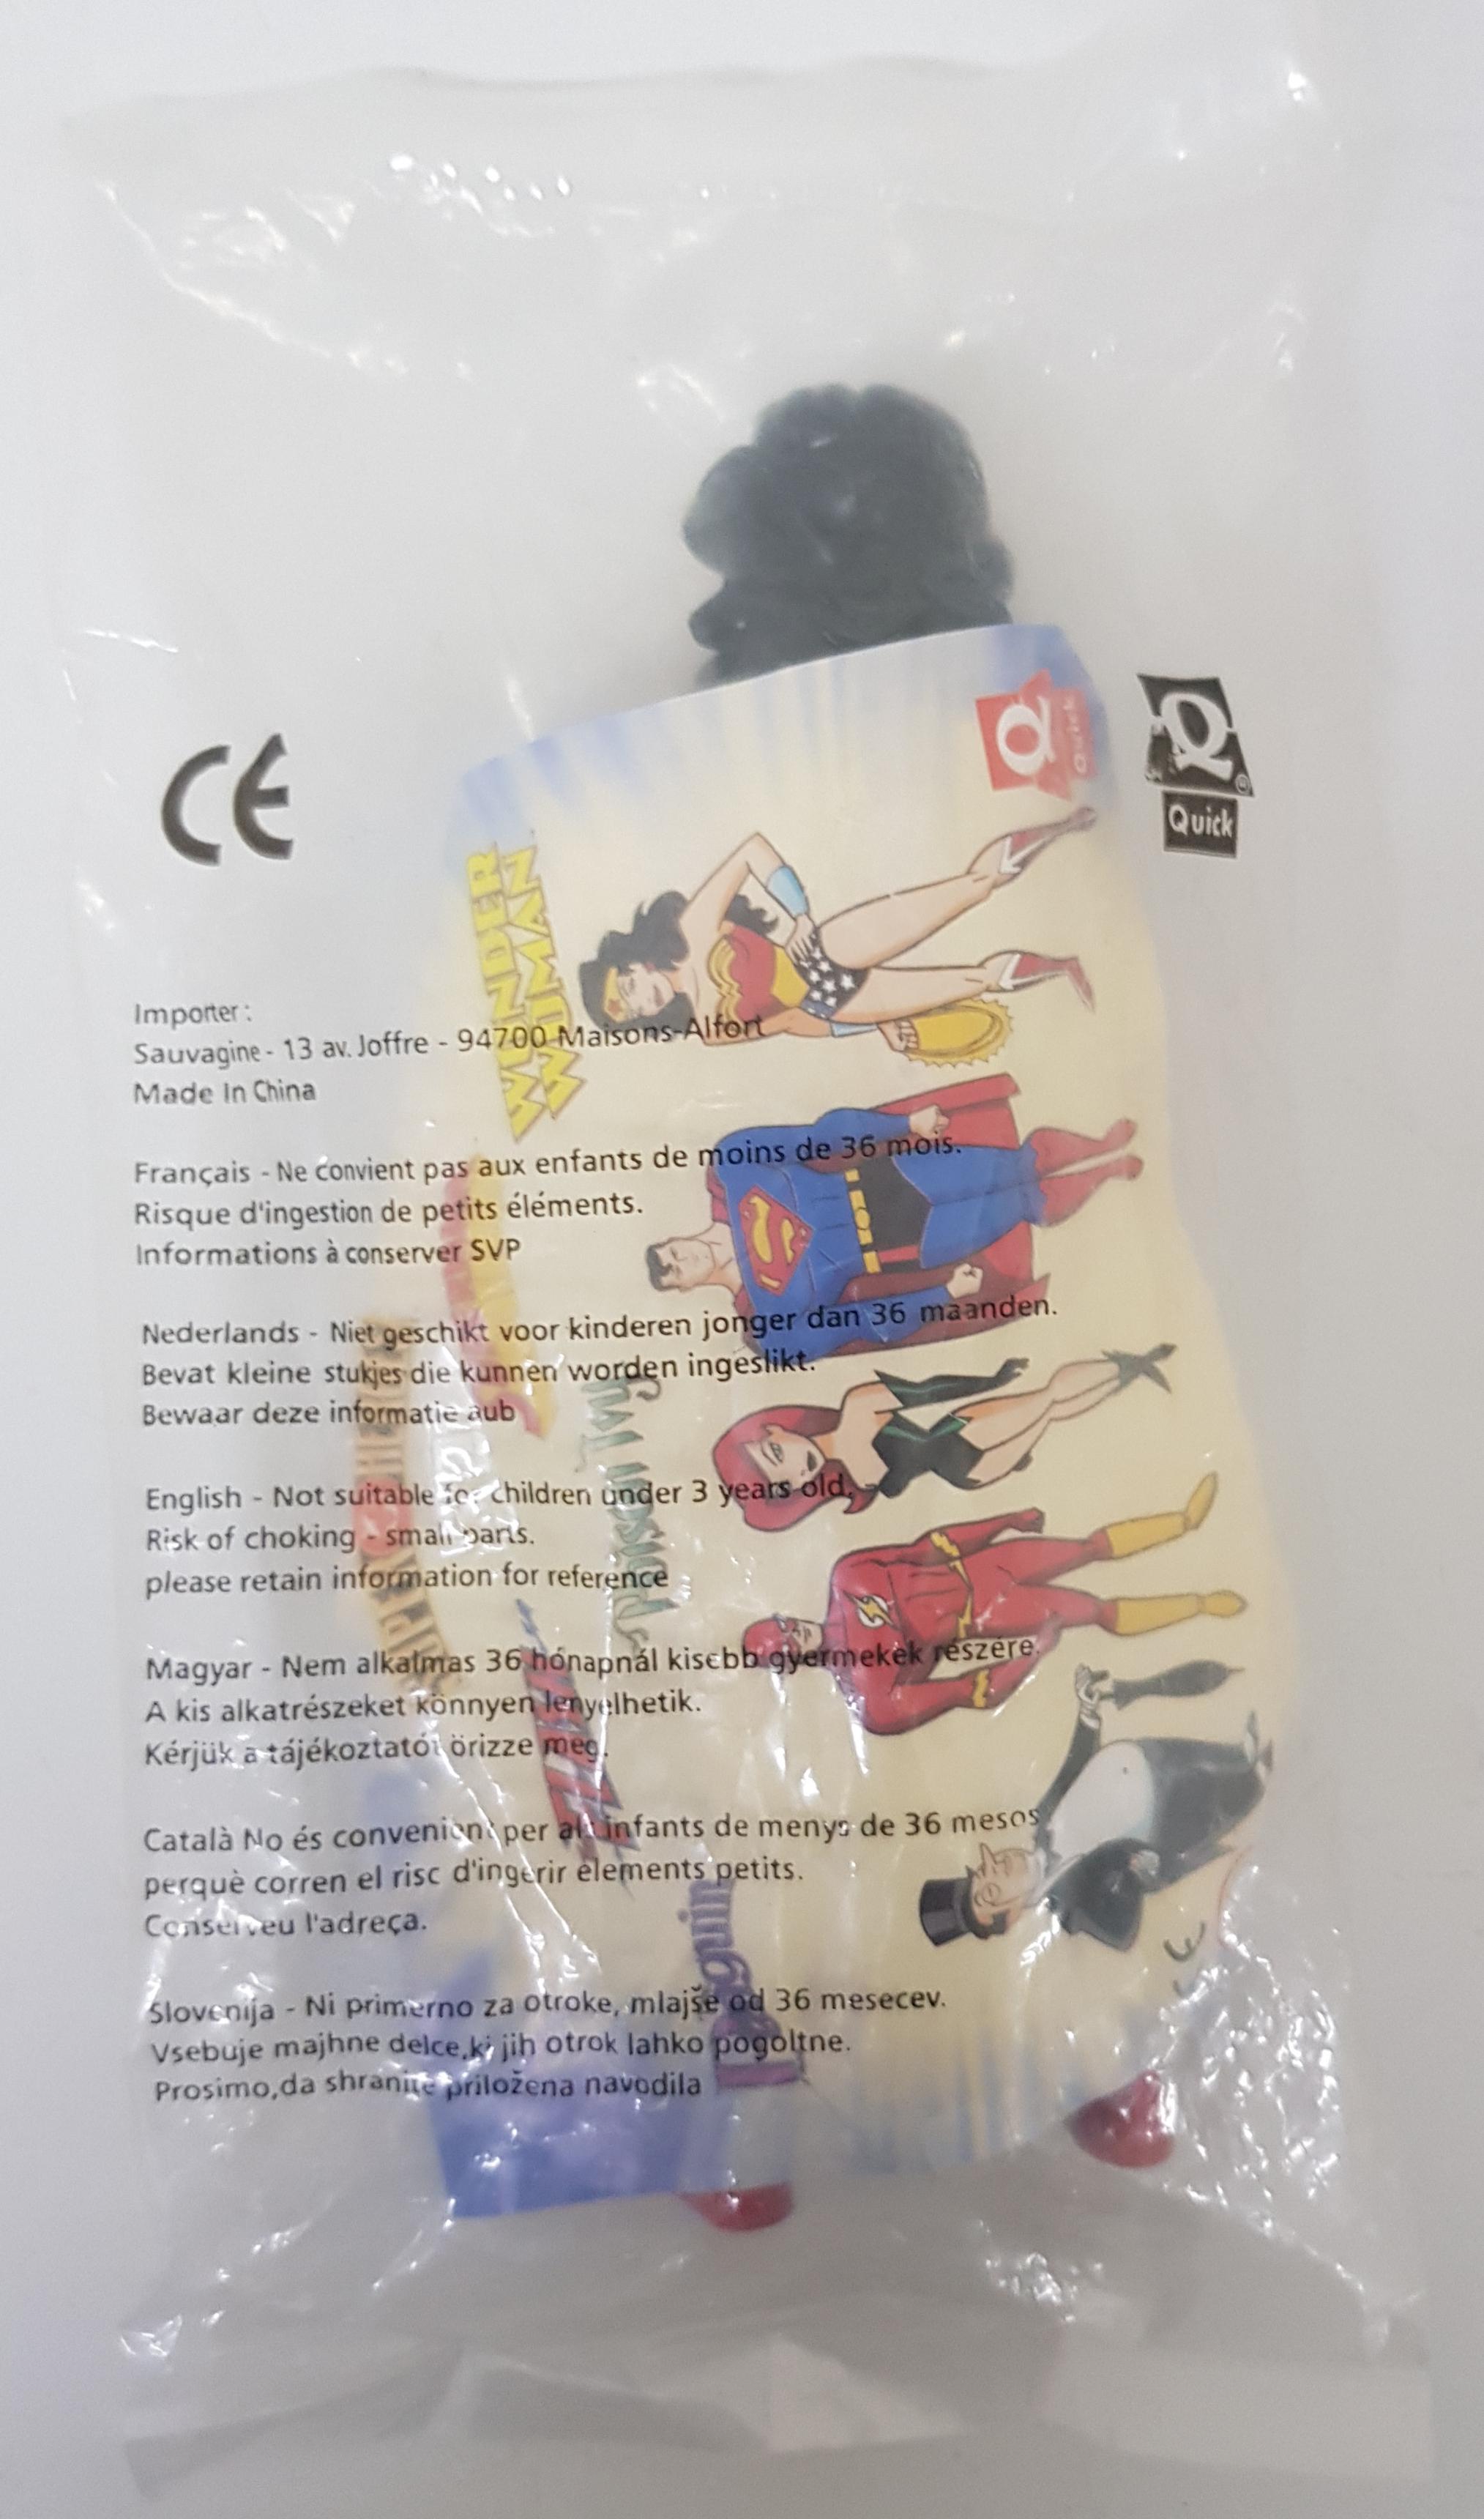 CE
Q
Quick
Q
Quick
WONDER
WOMAN
Importer :
Sauvagine - 13 av. Joffre - 94700 Maisons-Alfort
Made In China
Français - Ne convient pas aux enfants de moins de 36 mois.
Risque d'ingestion de petits éléments.
Informations à conserver SVP
Nederlands - Niet geschikt voor kinderen jonger dan 36 maanden.
Bevat kleine stukjes die kunnen worden ingeslikt.
Bewaar deze informatie aub
Poison Ivy
English - Not suitable for children under 3 years old.
Risk of choking - small parts.
please retain information for reference
Magyar - Nem alkalmas 36 hónapnál kisebb gyermekek részére.
A kis alkatrészeket könnyen lenyelhetik.
Kérjük a tájékoztatót örizze meg.
Català No és convenient per als infants de menys de 36 mesos
perquè corren el risc d'ingerir elements petits.
Conserveu l'adreça.
Penguin
CE
Slovenija - Ni primerno za otroke, mlajše od 36 mesecev.
Vsebuje majhne delce,ki jih otrok lahko pogoltne.
Prosimo,da shranite priložena navodila